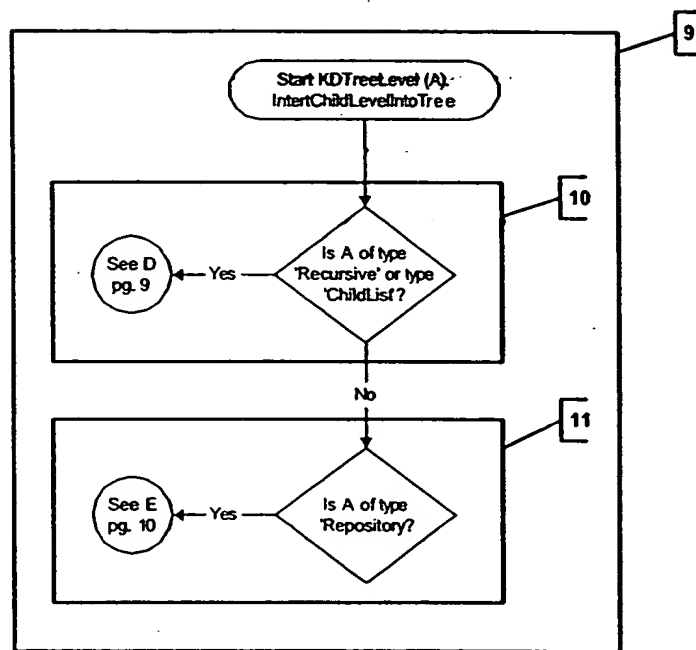 9
Start KDTreeLevel (A).
IntertChildLevelIntoTree
10
Is A of type
'Recursive' or type
'ChildList'?
Yes
See D
pg. 9
No
11
Is A of type
'Repository?
Yes
See E
pg. 10